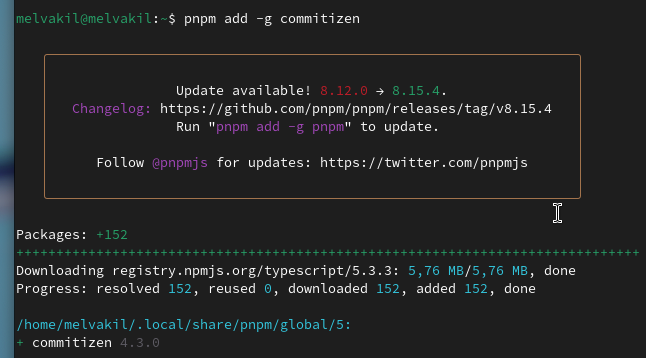 melvakil@melvakil:~$ pnpm add -g commitizen
Update available! 8.12.0 → 8.15.4.
Changelog: https://github.com/pnpm/pnpm/releases/tag/v8.15.4
Run "pnpm add -g pnpm" to update.
Follow @pnpmjs for updates: https://twitter.com/pnpmjs
Packages: +152
++++++++++++++++++++++++++++++++++++++++++++++++++++++++++++++++++++++++++++++
Downloading registry.npmjs.org/typescript/5.3.3: 5,76 MB/5,76 MB, done
Progress: resolved 152, reused 0, downloaded 152, added 152, done
/home/melvakil/.local/share/pnpm/global/5:
+ commitizen 4.3.0